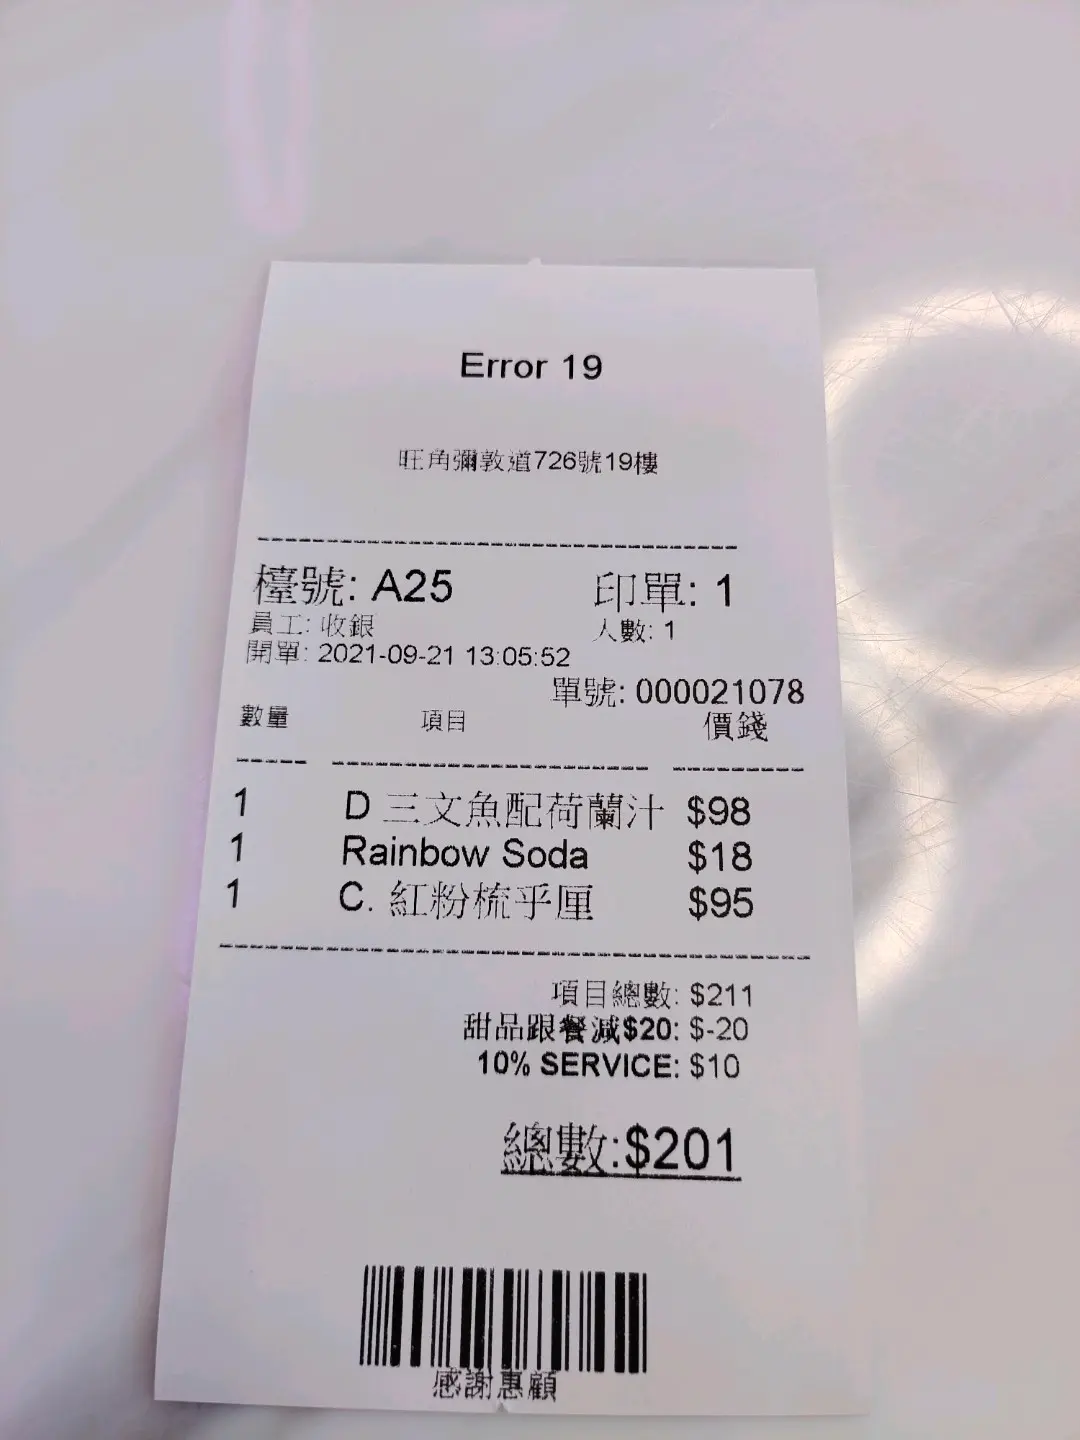 Error 19
旺角彌敦道726號19樓
檯號: A25 印單: 1
員工: 收銀 人數: 1
開單: 2021-09-21 13:05:52
單號: 000021078
數量 項目 價錢
1 D 三文魚配荷蘭汁 $98
1 Rainbow Soda $18
1 C. 紅粉梳乎厘 $95
項目總數: $211
甜品跟餐減$20: $-20
10% SERVICE: $10
總數:$201
感謝惠顧